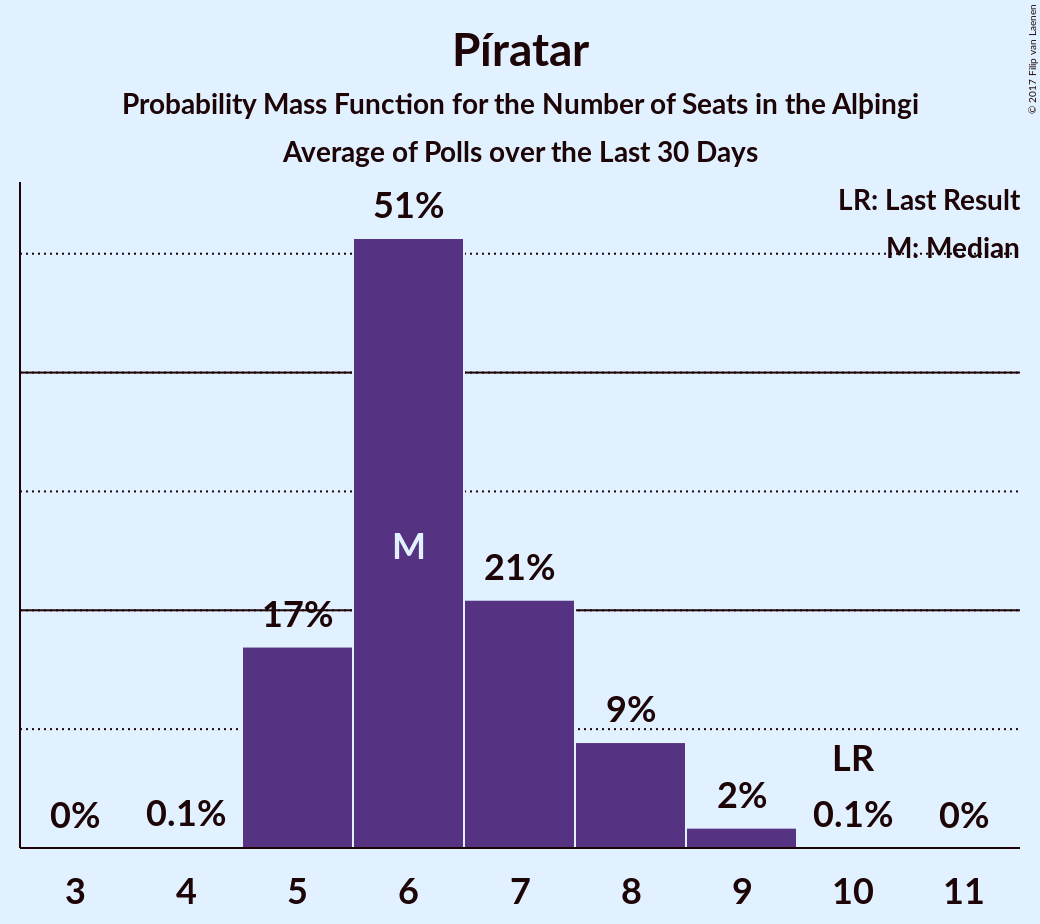 Píratar
Probability Mass Function for the Number of Seats in the Alþingi
Average of Polls over the Last 30 Days
© 2017 Filip van Laenen
LR: Last Result
M: Median
51%
M
21%
17%
9%
LR
2%
0% 0.1% 0.1% 0%
3 4 5 6 7 8 9 10 11